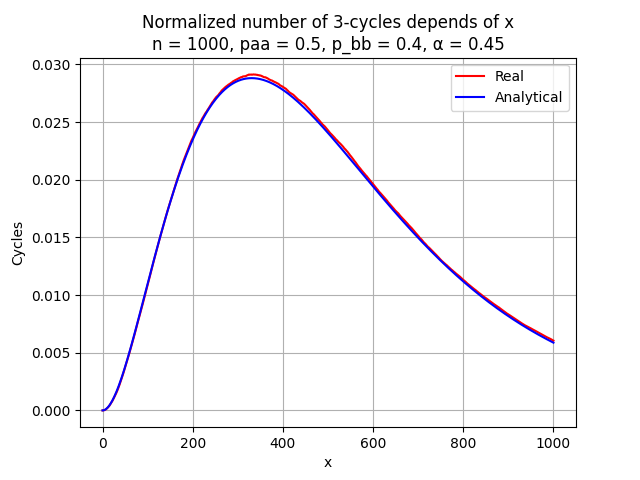 Normalized number of 3-cycles depends of x
n = 1000, paa = 0.5, p_bb = 0.4, α = 0.45
Real
Analytical
0.030
0.025
0.020
0.015
0.010
0.005
0.000
Cycles
0 200 400 600 800 1000
x